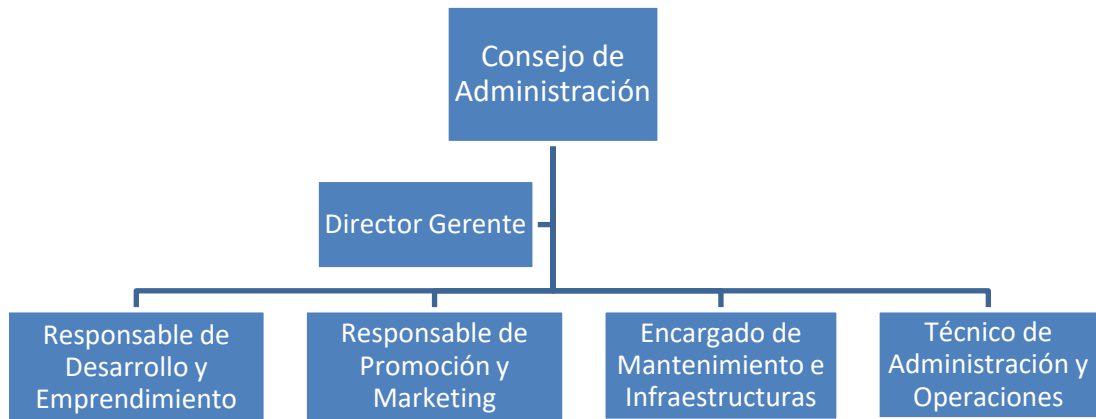 Consejo de
Administración
Director Gerente
Responsable de
Desarrollo y
Emprendimiento
Responsable de
Promoción y
Marketing
Encargado de
Mantenimiento e
Infraestructuras
Técnico de
Administración y
Operaciones